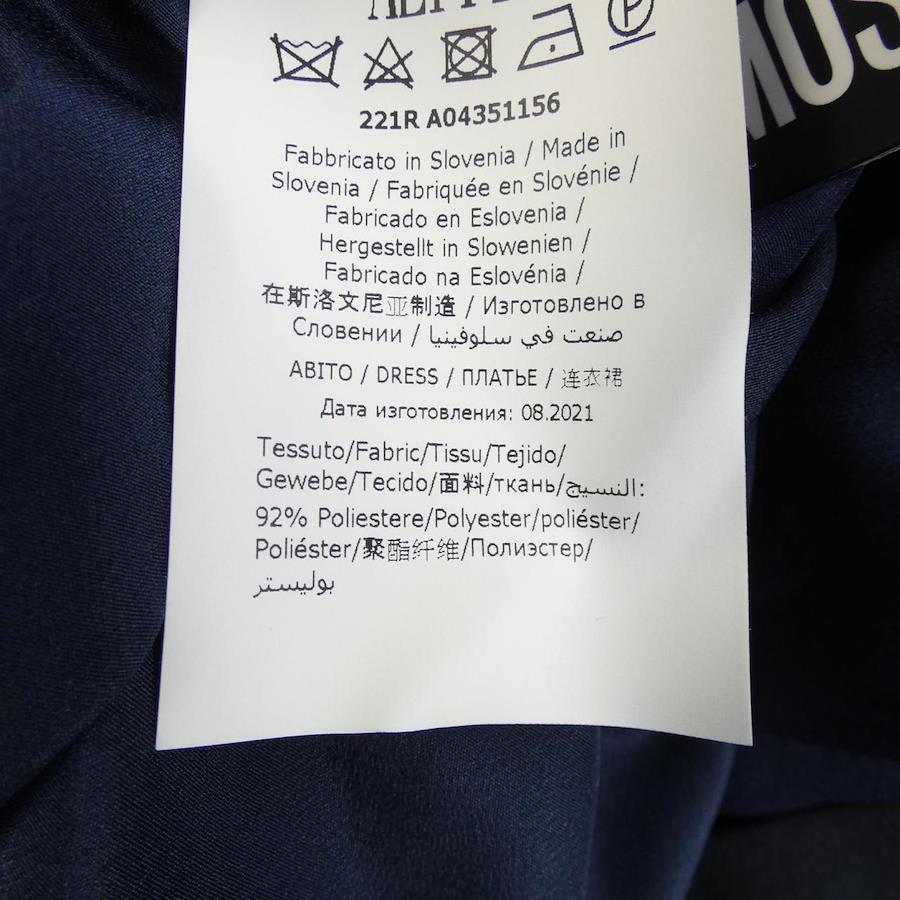 P
221R A04351156
Fabbricato in Slovenia / Made in
Slovenia / Fabriquée en Slovénie /
Fabricado en Eslovenia /
Hergestellt in Slowenien /
Fabricado na Eslovénia /
在斯洛文尼亚制造 / Изготовлено в
Словении / صنعت في سلوفينيا
ABITO / DRESS / ПЛАТЬЕ / 连衣裙
Дата изготовления: 08.2021
Tessuto/Fabric/Tissu/Tejido/
Gewebe/Tecido/面料/ткань/النسيج:
92% Poliestere/Polyester/poliéster/
Poliéster/聚酯纤维/Полиэстер/
بوليستر